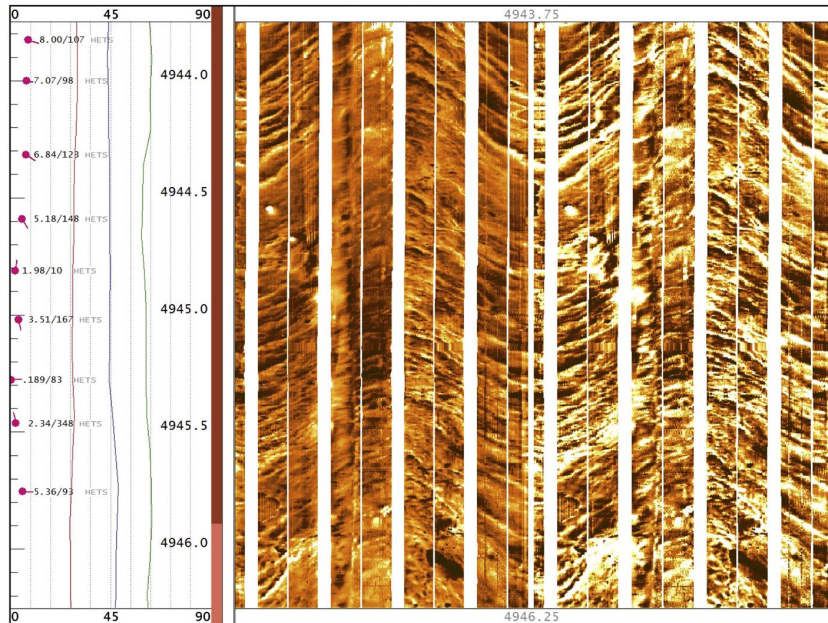 0 45 90
4943.75
8.00/107 HETS
7.07/98 HETS
4944.0
6.84/123 HETS
4944.5
5.18/148 HETS
1.98/10 HETS
4945.0
3.51/167 HETS
.189/83 HETS
2.34/348 HETS
4945.5
5.36/93 HETS
4946.0
0 45 90
4946.25